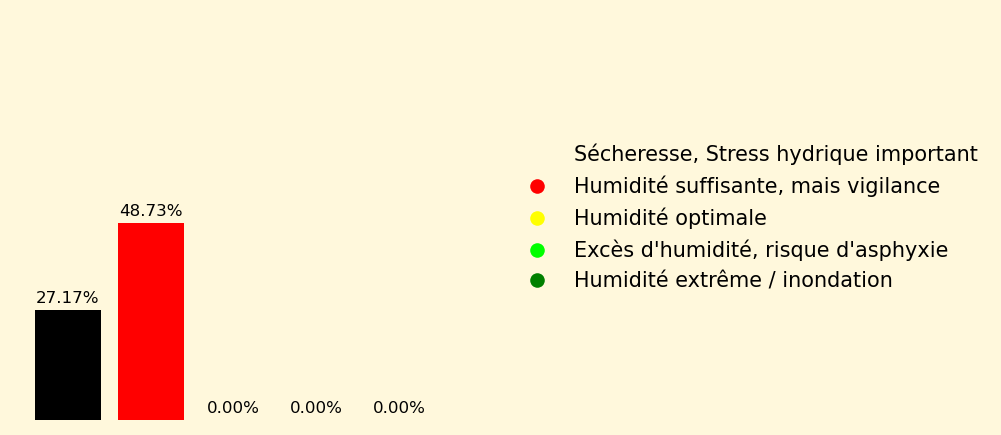 48.73%
27.17%
0.00% 0.00% 0.00%
Sécheresse, Stress hydrique important
Humidité suffisante, mais vigilance
Humidité optimale
Excès d'humidité, risque d'asphyxie
Humidité extrême / inondation